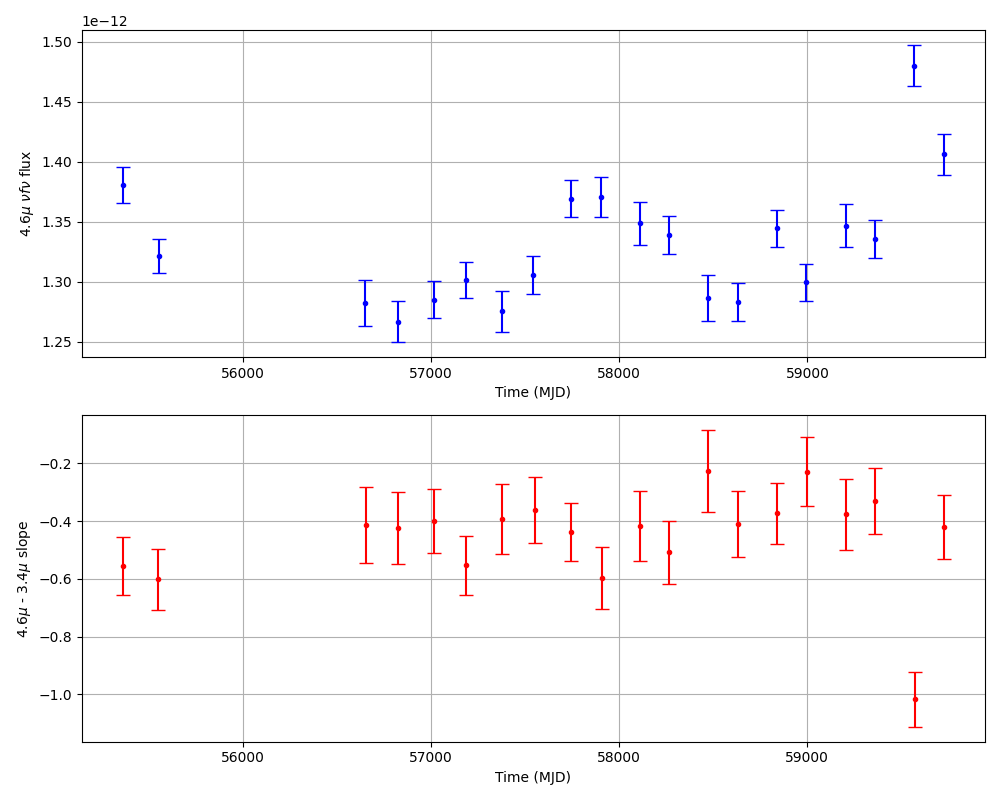 1e−12
1.50
1.45
1.40
1.35
1.30
1.25
4.6μ νfν flux
56000 57000 58000 59000
Time (MJD)
−0.2
−0.4
−0.6
−0.8
−1.0
4.6μ - 3.4μ slope
56000 57000 58000 59000
Time (MJD)